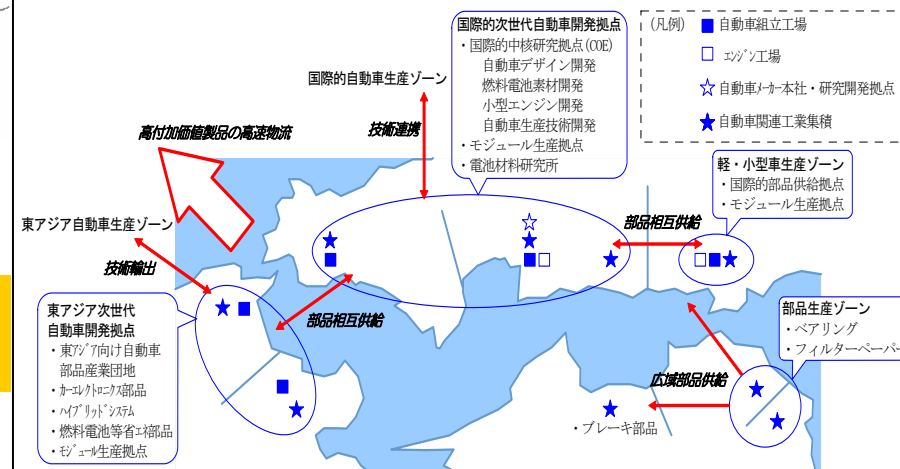 国際的次世代自動車開発拠点
・国際的中核研究拠点(COE)
自動車デザイン開発
燃料電池素材開発
小型エンジン開発
自動車生産技術開発
・モジュール生産拠点
・電池材料研究所
(凡例)
自動車組立工場
エンジン工場
自動車メーカー本社・研究開発拠点
自動車関連工業集積
国際的自動車生産ゾーン
高付加価値製品の高速物流
技術連携
軽・小型車生産ゾーン
・国際的部品供給拠点
・モジュール生産拠点
東アジア自動車生産ゾーン
技術輸出
部品相互供給
部品相互供給
東アジア次世代
自動車開発拠点
・東アジア向け自動車
部品産業団地
・カーエレクトロニクス部品
・ハイブリッドシステム
・燃料電池等省エネ部品
・モジュール生産拠点
部品生産ゾーン
・ベアリング
・フィルターペーパー
広域部品供給
・ブレーキ部品